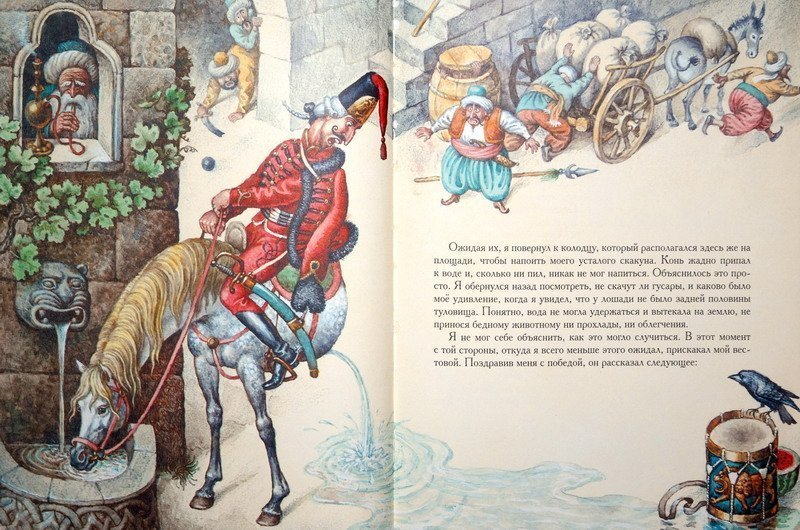 Ожидая их, я повернул к колодцу, который располагался здесь же на
площади, чтобы напоить моего усталого скакуна. Конь жадно припал
к воде и, сколько ни пил, никак не мог напиться. Объяснилось это про-
сто. Я обернулся назад посмотреть, не скачут ли гусары, и каково было
моё удивление, когда я увидел, что у лошади не было задней половины
туловища. Понятно, вода не могла удержаться и вытекала на землю, не
принося бедному животному ни прохлады, ни облегчения.
Я не мог себе объяснить, как это могло случиться. В этот момент
с той стороны, откуда я всего меньше этого ожидал, прискакал мой вес-
товой. Поздравив меня с победой, он рассказал следующее: